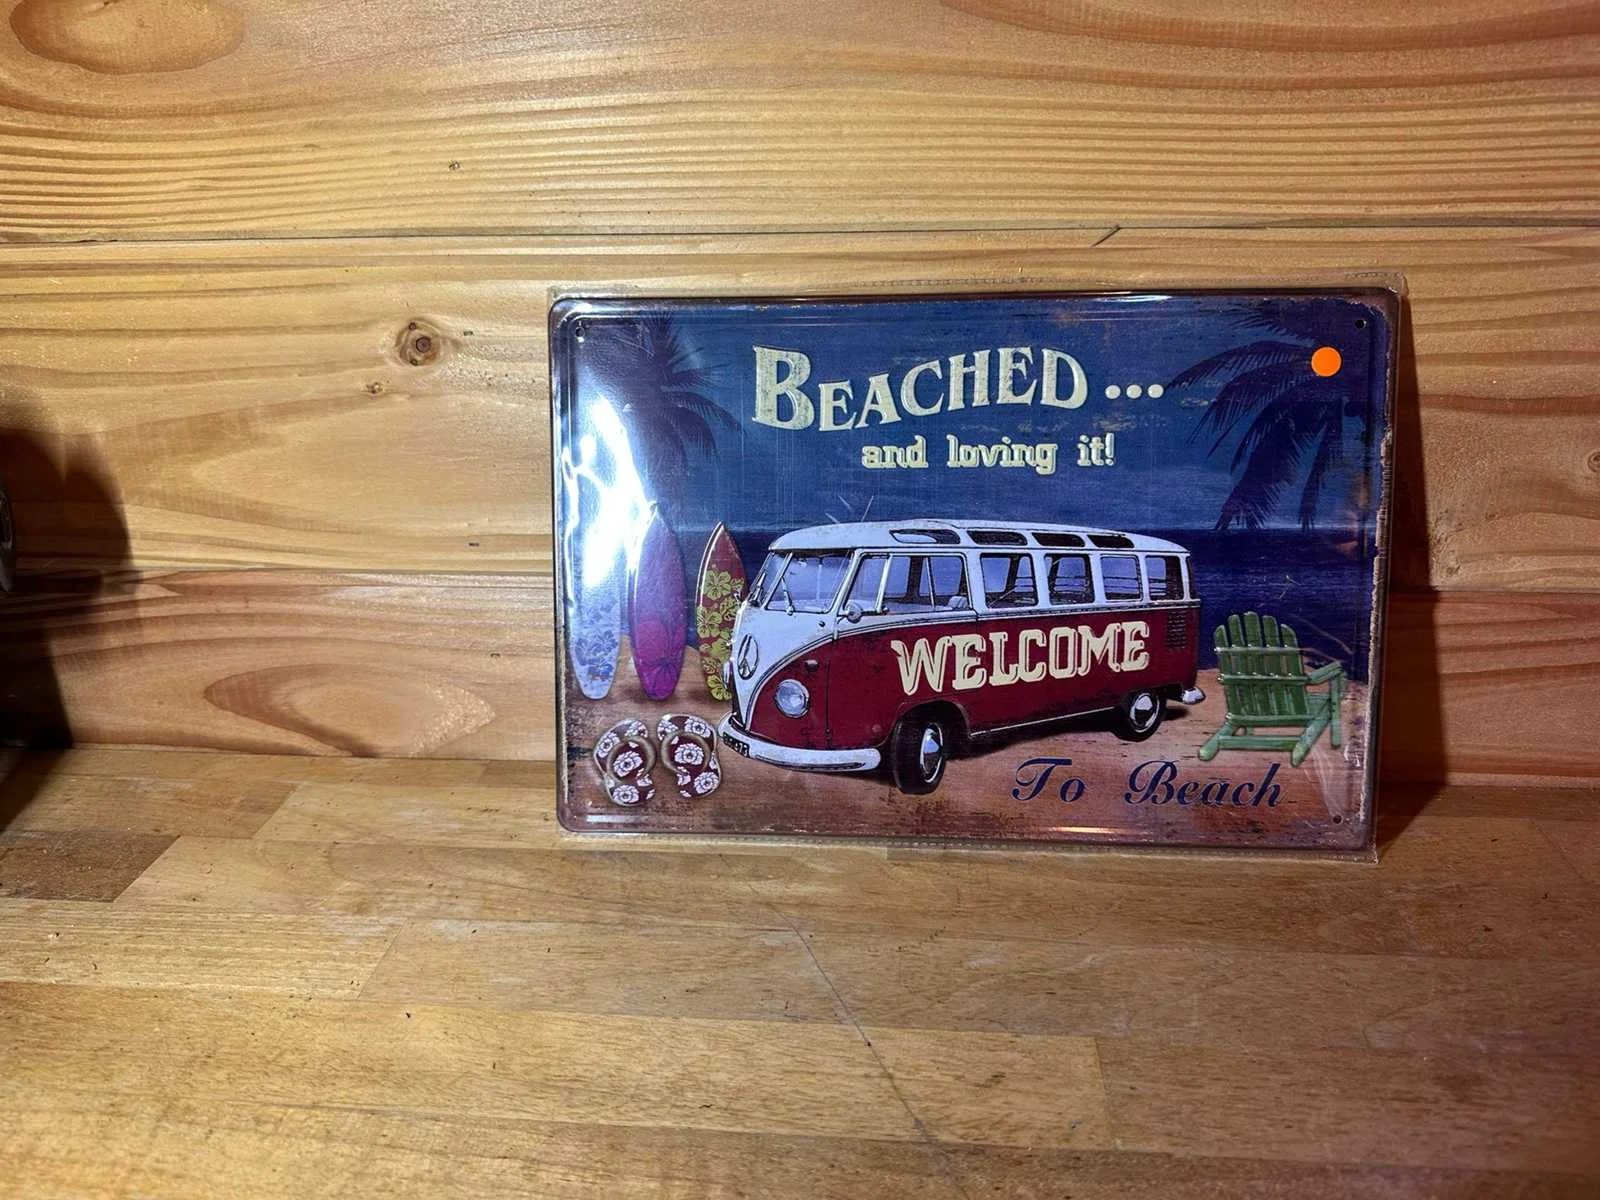 BEACHED...
and loving it!
WELCOME
To Beach